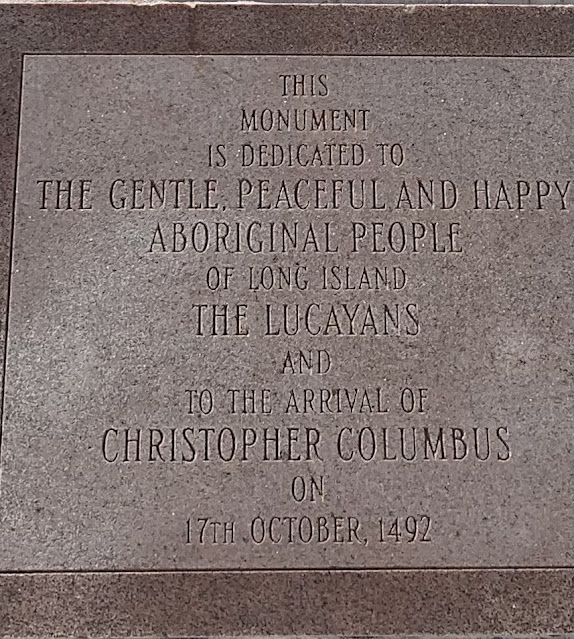 THIS
MONUMENT
IS DEDICATED TO
THE GENTLE, PEACEFUL AND HAPPY
ABORIGINAL PEOPLE
OF LONG ISLAND
THE LUCAYANS
AND
TO THE ARRIVAL OF
CHRISTOPHER COLUMBUS
ON
17TH OCTOBER, 1492